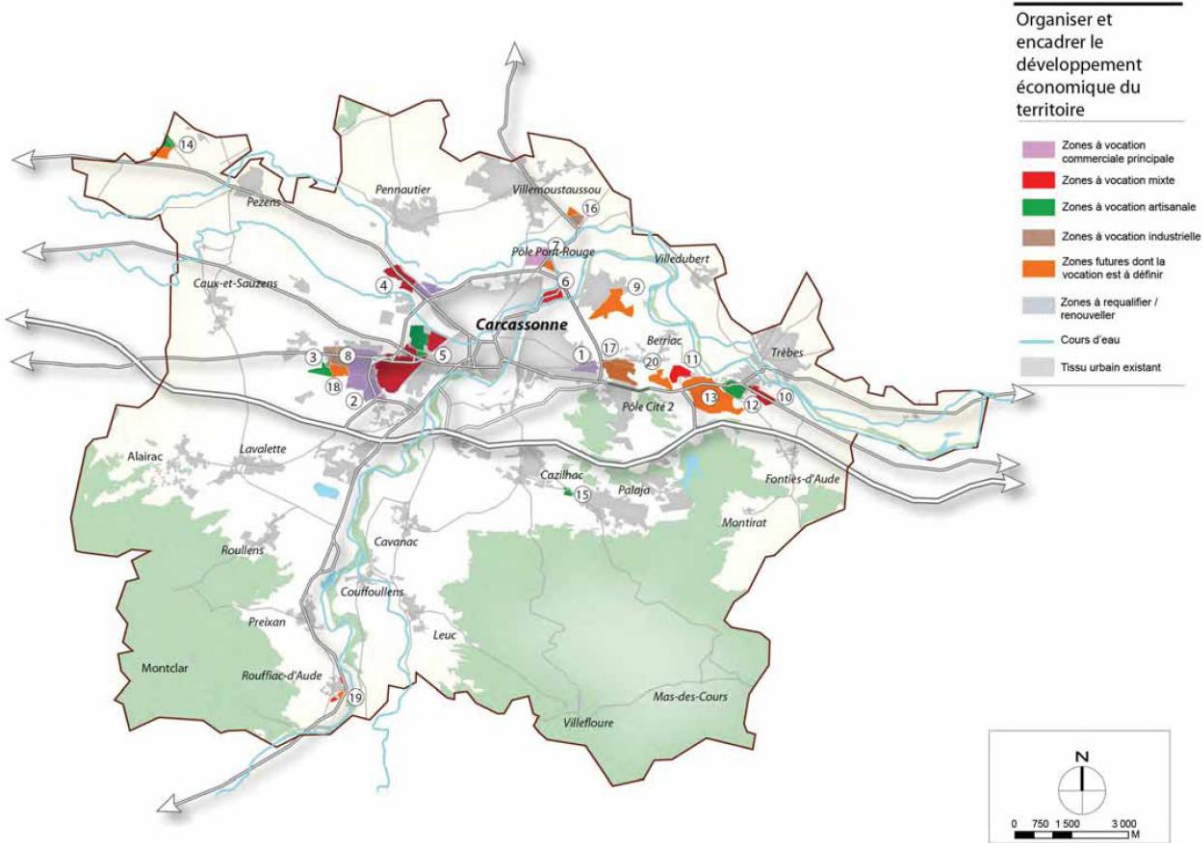 Organiser et
encadrer le
développement
économique du
territoire
Zones à vocation
commerciale principale
Zones à vocation mixte
Zones à vocation artisanale
Zones à vocation industrielle
Zones futures dont la
vocation est à définir
Zones à requalifier /
renouveller
Cours d'eau
Tissu urbain existant
14
Pezens
Pennautier
Villemoustaussou
16
7
Pôle Pont-Rouge
Villedubert
Caux-et-Sauzens
4
6
9
Carcassonne
Berriac
Trèbes
3
8
5
1
17
20
11
18
2
13
12
10
Pôle Cité 2
Alairac
Lavalette
Cazilhac
15
Palaja
Fontiès-d'Aude
Montirat
Roullens
Cavanac
Couffoulens
Preixan
Leuc
Montclar
Rouffiac-d'Aude
19
Mas-des-Cours
Villefloure
N
0 750 1 500 3 000
M